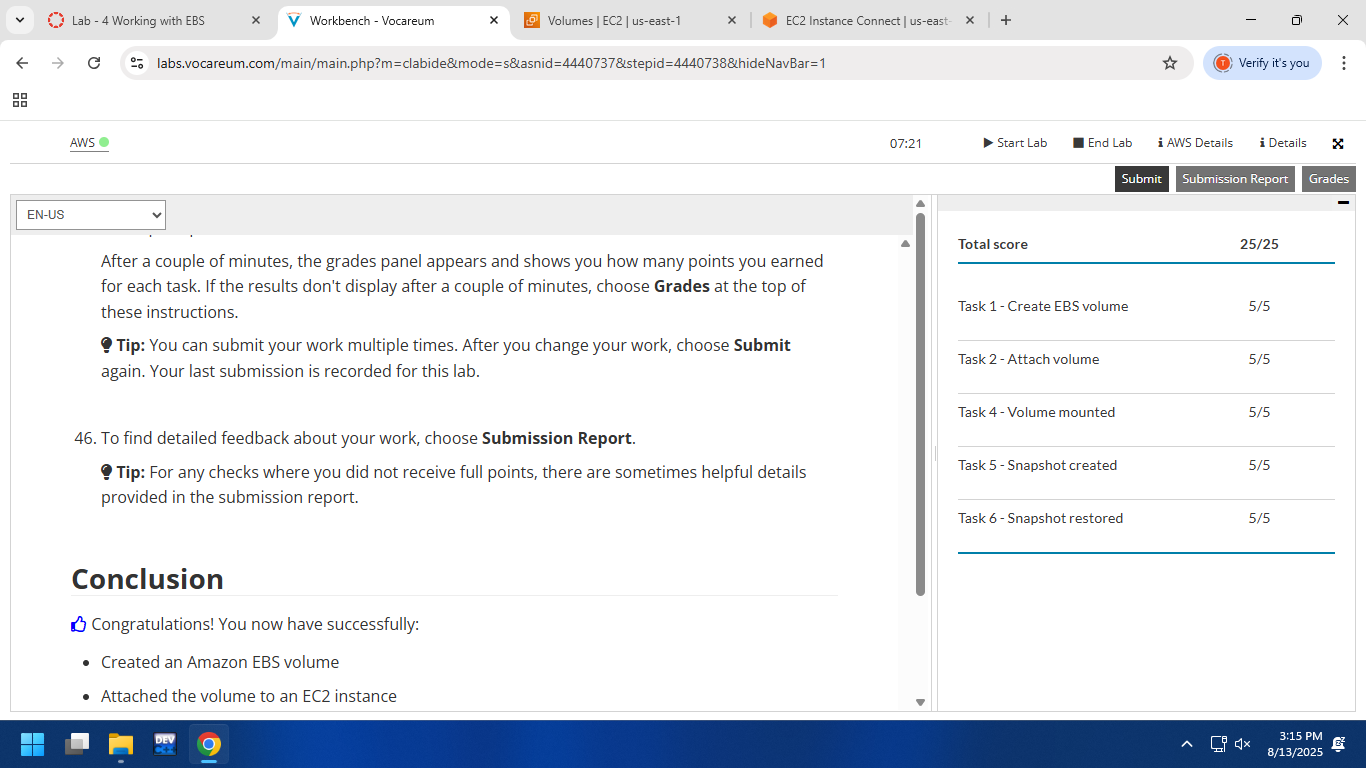 Lab - 4 Working with EBS
Workbench - Vocareum
Volumes | EC2 | us-east-1
EC2 Instance Connect | us-east-
labs.vocareum.com/main/main.php?m=clabide&mode=s&asnid=4440737&stepid=4440738&hideNavBar=1
T
Verify it's you
AWS
07:21
Start Lab
End Lab
AWS Details
Details
Submit
Submission Report
Grades
EN-US
After a couple of minutes, the grades panel appears and shows you how many points you earned
for each task. If the results don't display after a couple of minutes, choose Grades at the top of
these instructions.
Tip: You can submit your work multiple times. After you change your work, choose Submit
again. Your last submission is recorded for this lab.
46. To find detailed feedback about your work, choose Submission Report.
Tip: For any checks where you did not receive full points, there are sometimes helpful details
provided in the submission report.
Conclusion
Congratulations! You now have successfully:
• Created an Amazon EBS volume
• Attached the volume to an EC2 instance
Total score 25/25
Task 1 - Create EBS volume 5/5
Task 2 - Attach volume 5/5
Task 4 - Volume mounted 5/5
Task 5 - Snapshot created 5/5
Task 6 - Snapshot restored 5/5
DEV
3:15 PM
8/13/2025